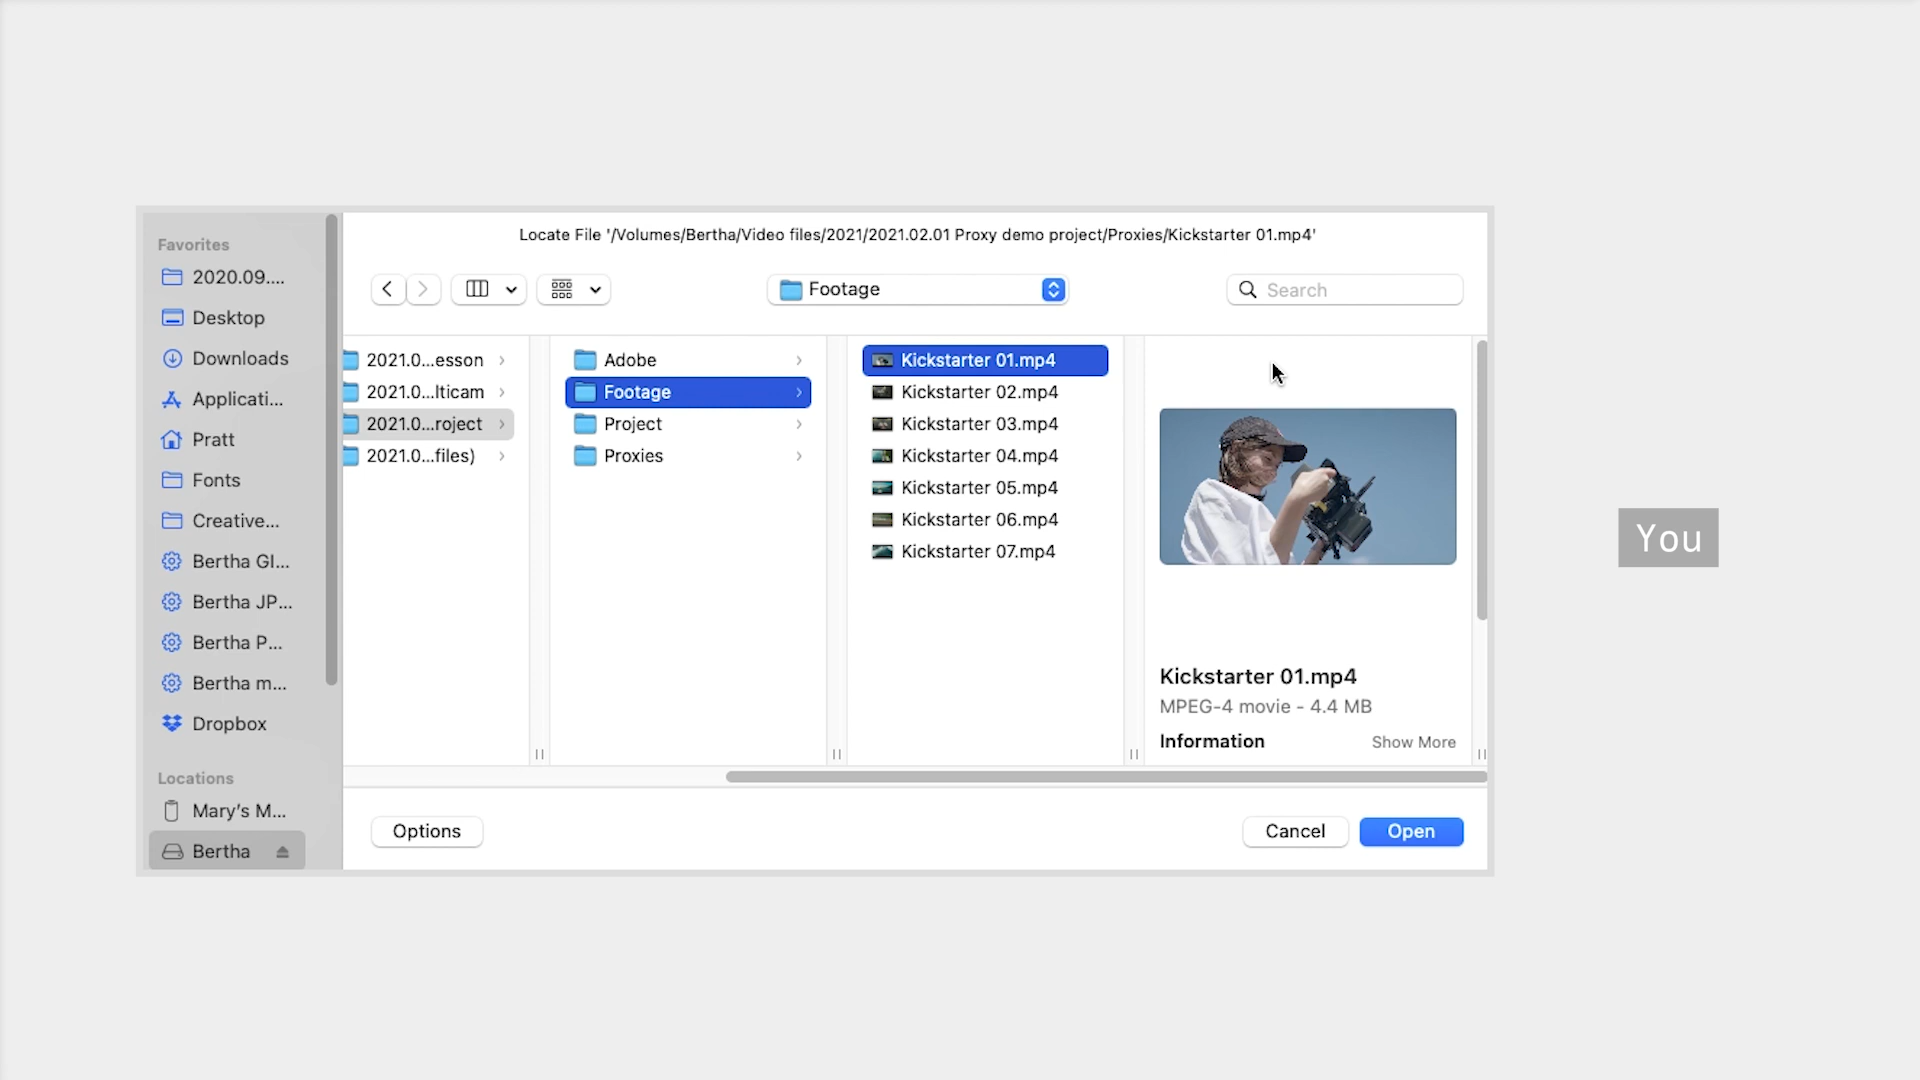 Locate File '/Volumes/Bertha/Video files/2021/2021.02.01 Proxy demo project/Proxies/Kickstarter 01.mp4'
Favorites
2020.09....
Desktop
Downloads
Applicati...
Pratt
Fonts
Creative...
Bertha GI...
Bertha JP...
Bertha P...
Bertha m...
Dropbox
Locations
Mary's M...
Bertha
Footage
Search
2021.0...esson
2021.0...lticam
2021.0...roject
2021.0...files)
Adobe
Footage
Project
Proxies
Kickstarter 01.mp4
Kickstarter 02.mp4
Kickstarter 03.mp4
Kickstarter 04.mp4
Kickstarter 05.mp4
Kickstarter 06.mp4
Kickstarter 07.mp4
Kickstarter 01.mp4
MPEG-4 movie - 4.4 MB
Information Show More
Options Cancel Open
You